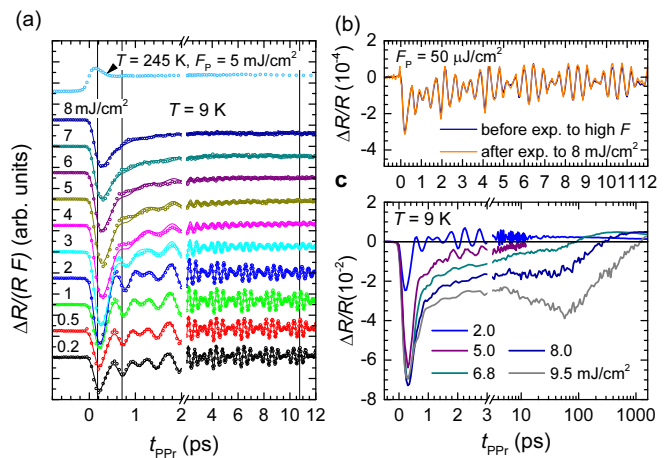 (a)
T = 245 K, F_P = 5 mJ/cm²
8 mJ/cm²
T = 9 K
7
6
5
4
3
2
1
0.5
0.2
ΔR/(R F) (arb. units)
0 1 2 2 4 6 8 10 12
t_PPr (ps)
(b)
F_P = 50 μJ/cm²
before exp. to high F
after exp. to 8 mJ/cm²
ΔR/R (10⁻⁴)
2
0
-2
-4
0 1 2 3 4 5 6 7 8 9 10 11 12
c
T = 9 K
2.0
5.0 8.0
6.8 9.5 mJ/cm²
ΔR/R(10⁻²)
2
0
-2
-4
-6
-8
0 1 2 3 10 100 1000
t_PPr (ps)